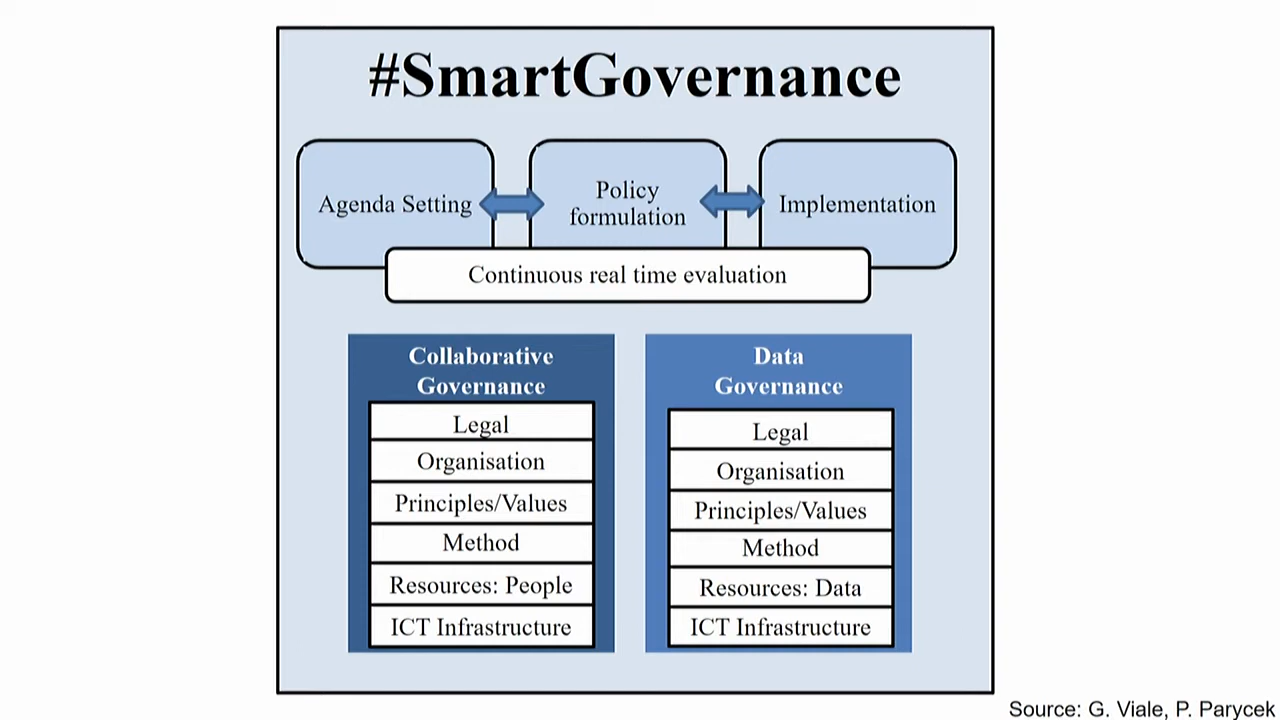 #SmartGovernance
Agenda Setting
Policy
formulation
Implementation
Continuous real time evaluation
Collaborative
Governance
Legal
Organisation
Principles/Values
Method
Resources: People
ICT Infrastructure
Data
Governance
Legal
Organisation
Principles/Values
Method
Resources: Data
ICT Infrastructure
Source: G. Viale, P. Parycek